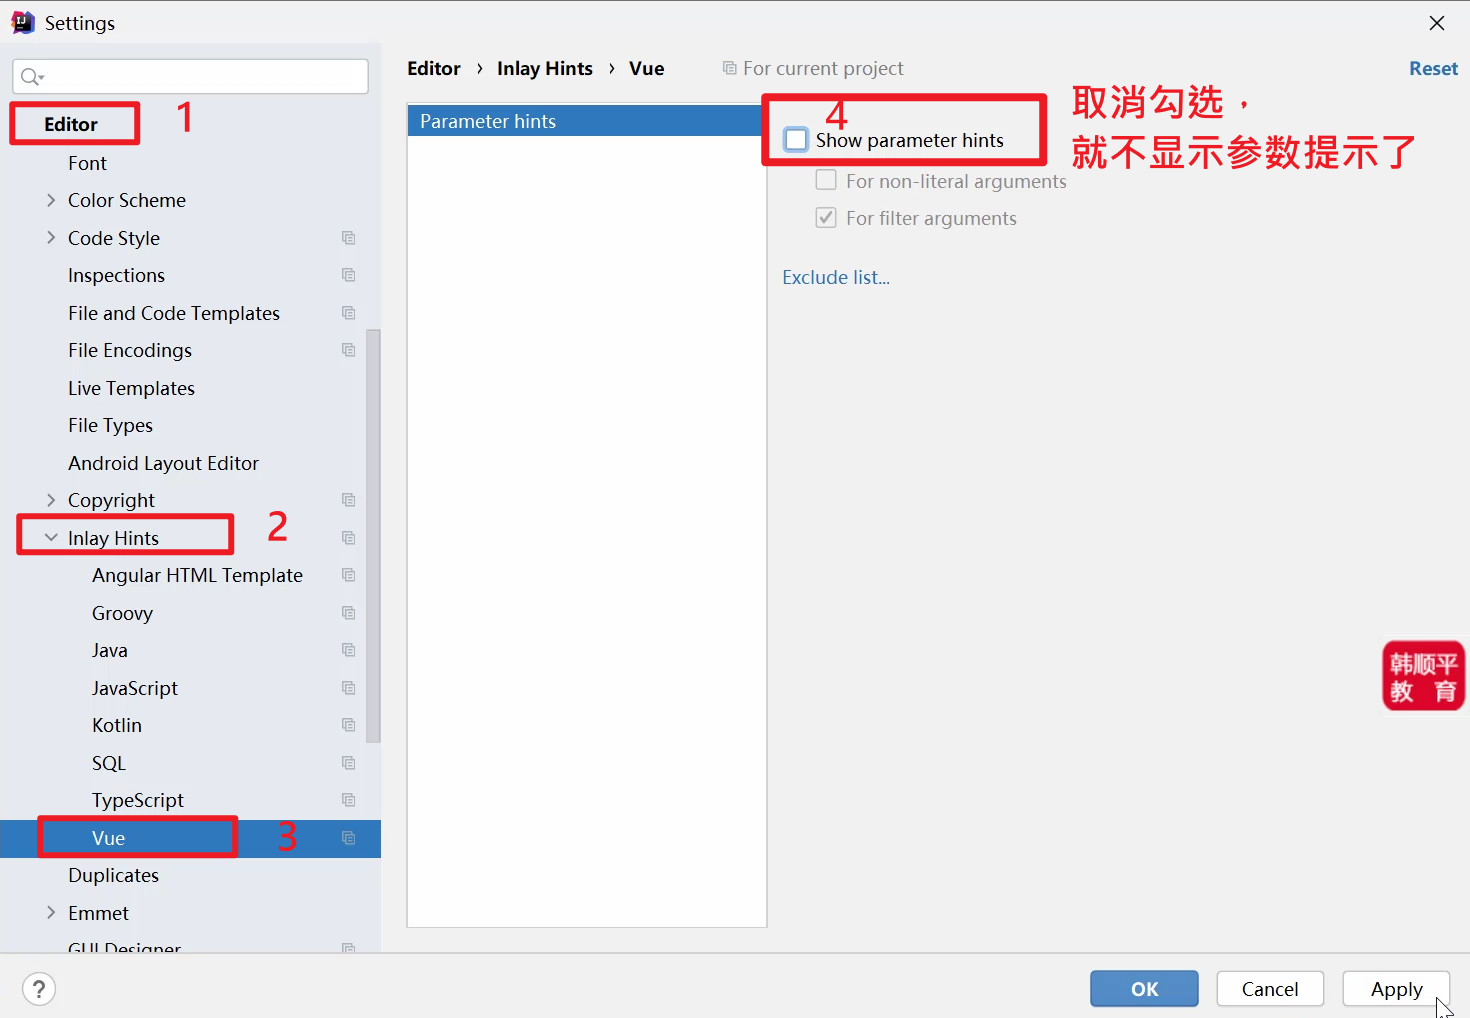 Settings
Editor
1
Font
Color Scheme
Code Style
Inspections
File and Code Templates
File Encodings
Live Templates
File Types
Android Layout Editor
Copyright
Inlay Hints
2
Angular HTML Template
Groovy
Java
JavaScript
Kotlin
SQL
TypeScript
Vue
3
Duplicates
Emmet
GUI Designer
Editor › Inlay Hints › Vue
For current project
Reset
Parameter hints
4
Show parameter hints
For non-literal arguments
For filter arguments
Exclude list...
取消勾选，
就不显示参数提示了
韩顺平
教 育
?
OK
Cancel
Apply